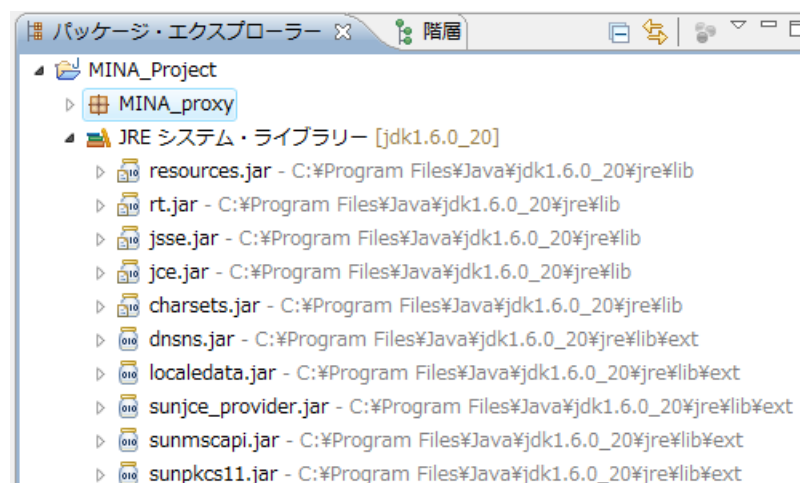 パッケージ・エクスプローラー 階層
MINA_Project
MINA_proxy
JRE システム・ライブラリー [jdk1.6.0_20]
resources.jar - C:¥Program Files¥Java¥jdk1.6.0_20¥jre¥lib
rt.jar - C:¥Program Files¥Java¥jdk1.6.0_20¥jre¥lib
jsse.jar - C:¥Program Files¥Java¥jdk1.6.0_20¥jre¥lib
jce.jar - C:¥Program Files¥Java¥jdk1.6.0_20¥jre¥lib
charsets.jar - C:¥Program Files¥Java¥jdk1.6.0_20¥jre¥lib
dnsns.jar - C:¥Program Files¥Java¥jdk1.6.0_20¥jre¥lib¥ext
localedata.jar - C:¥Program Files¥Java¥jdk1.6.0_20¥jre¥lib¥ext
sunjce_provider.jar - C:¥Program Files¥Java¥jdk1.6.0_20¥jre¥lib¥ext
sunmscapi.jar - C:¥Program Files¥Java¥jdk1.6.0_20¥jre¥lib¥ext
sunpkcs11.jar - C:¥Program Files¥Java¥jdk1.6.0_20¥jre¥lib¥ext